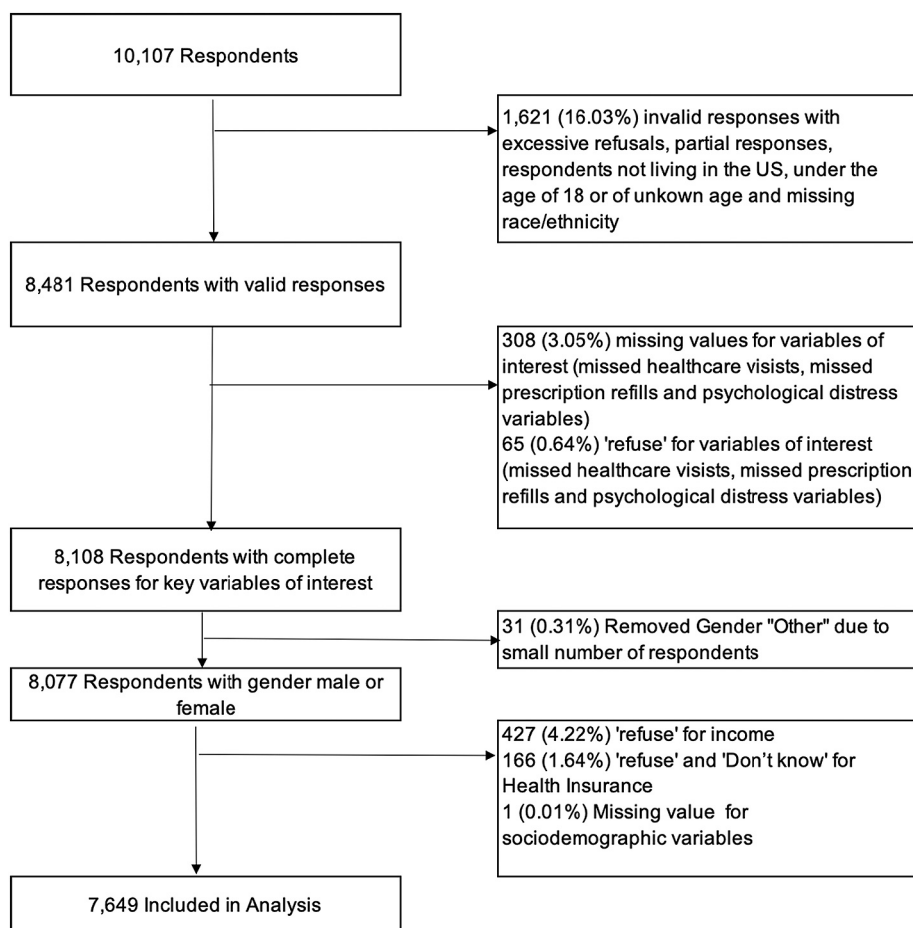 10,107 Respondents
1,621 (16.03%) invalid responses with
excessive refusals, partial responses,
respondents not living in the US, under the
age of 18 or of unkown age and missing
race/ethnicity
8,481 Respondents with valid responses
308 (3.05%) missing values for variables of
interest (missed healthcare visists, missed
prescription refills and psychological distress
variables)
65 (0.64%) 'refuse' for variables of interest
(missed healthcare visists, missed prescription
refills and psychological distress variables)
8,108 Respondents with complete
responses for key variables of interest
31 (0.31%) Removed Gender "Other" due to
small number of respondents
8,077 Respondents with gender male or
female
427 (4.22%) 'refuse' for income
166 (1.64%) 'refuse' and 'Don’t know' for
Health Insurance
1 (0.01%) Missing value for
sociodemographic variables
7,649 Included in Analysis